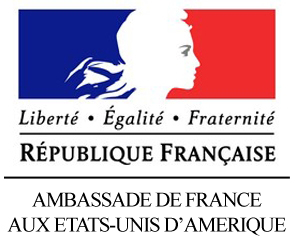 Liberté • Égalité • Fraternité
RÉPUBLIQUE FRANÇAISE
AMBASSADE DE FRANCE
AUX ETATS-UNIS D’AMERIQUE